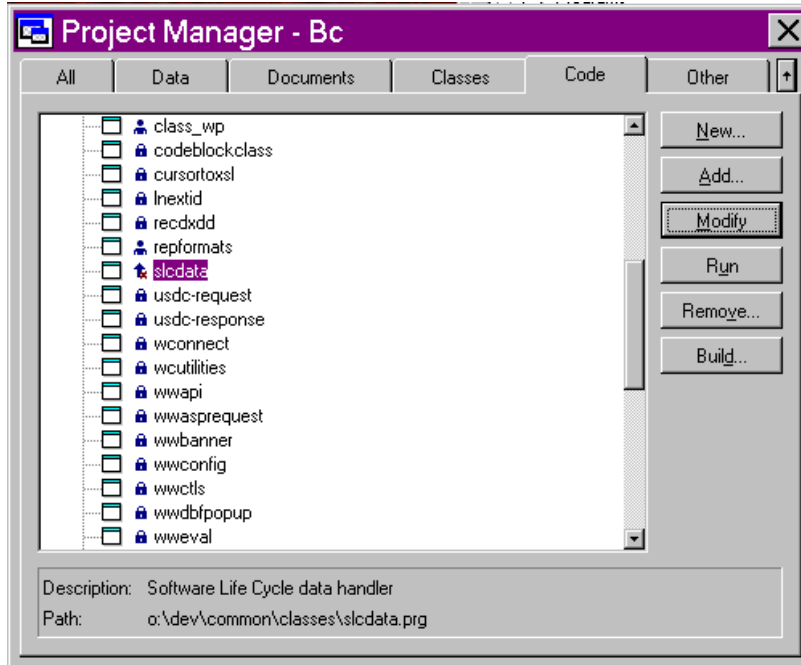 Project Manager - Bc
All Data Documents Classes Code Other
class_wp
codeblock.class
cursortoxsl
lnextid
recdxdd
repformats
slcdata
usdc-request
usdc-response
wconnect
wcutilities
wwapi
wwasprequest
wwbanner
wwconfig
wwctls
wwdbfpopup
wweval
New...
Add...
Modify
Run
Remove...
Build...
Description: Software Life Cycle data handler
Path: o:\dev\common\classes\slcdata.prg